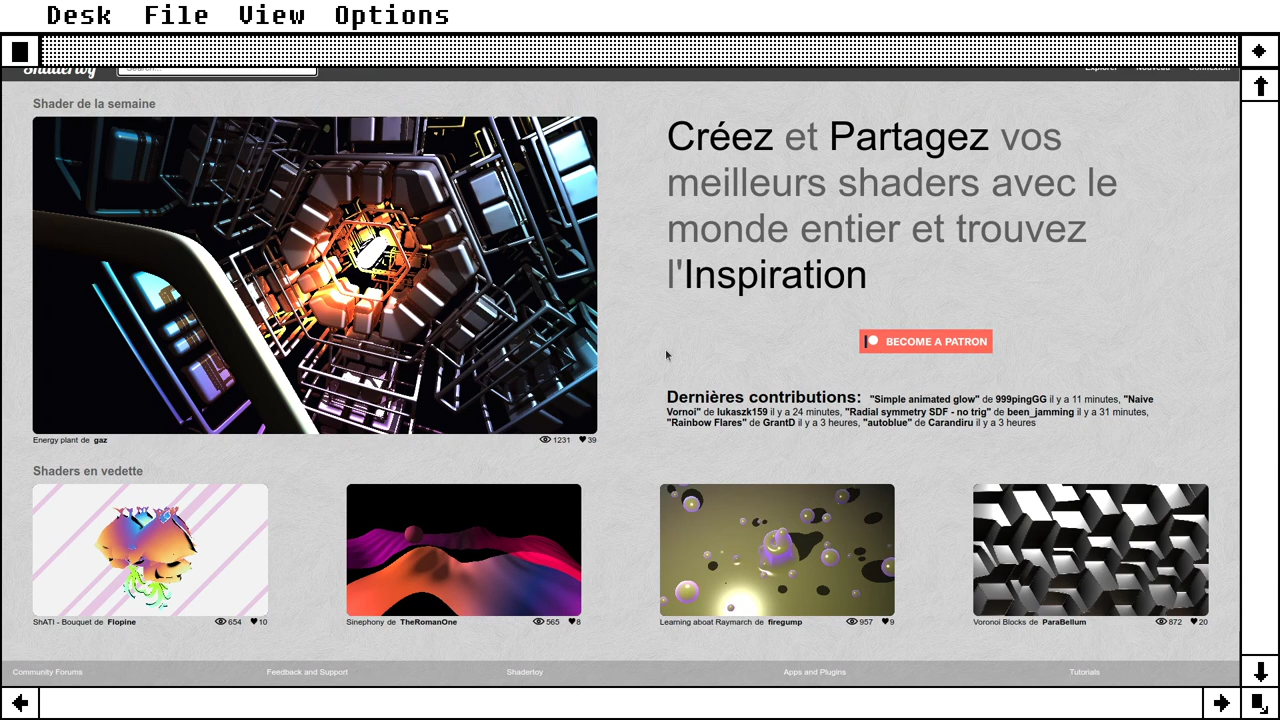 Desk File View Options
Shadertoy Search... Explorer Nouveau Connexion
Shader de la semaine
Créez et Partagez vos
meilleurs shaders avec le
monde entier et trouvez
l'Inspiration
BECOME A PATRON
Dernières contributions: "Simple animated glow" de 999pingGG il y a 11 minutes, "Naive
Vornoi" de lukaszk159 il y a 24 minutes, "Radial symmetry SDF - no trig" de been_jamming il y a 31 minutes,
"Rainbow Flares" de GrantD il y a 3 heures, "autoblue" de Carandiru il y a 3 heures
Energy plant de gaz 1231 39
Shaders en vedette
ShATI - Bouquet de Flopine 654 10
Sinephony de TheRomanOne 565 8
Learning aboat Raymarch de firegump 957 9
Voronoi Blocks de ParaBellum 872 20
Community Forums Feedback and Support Shadertoy Apps and Plugins Tutorials